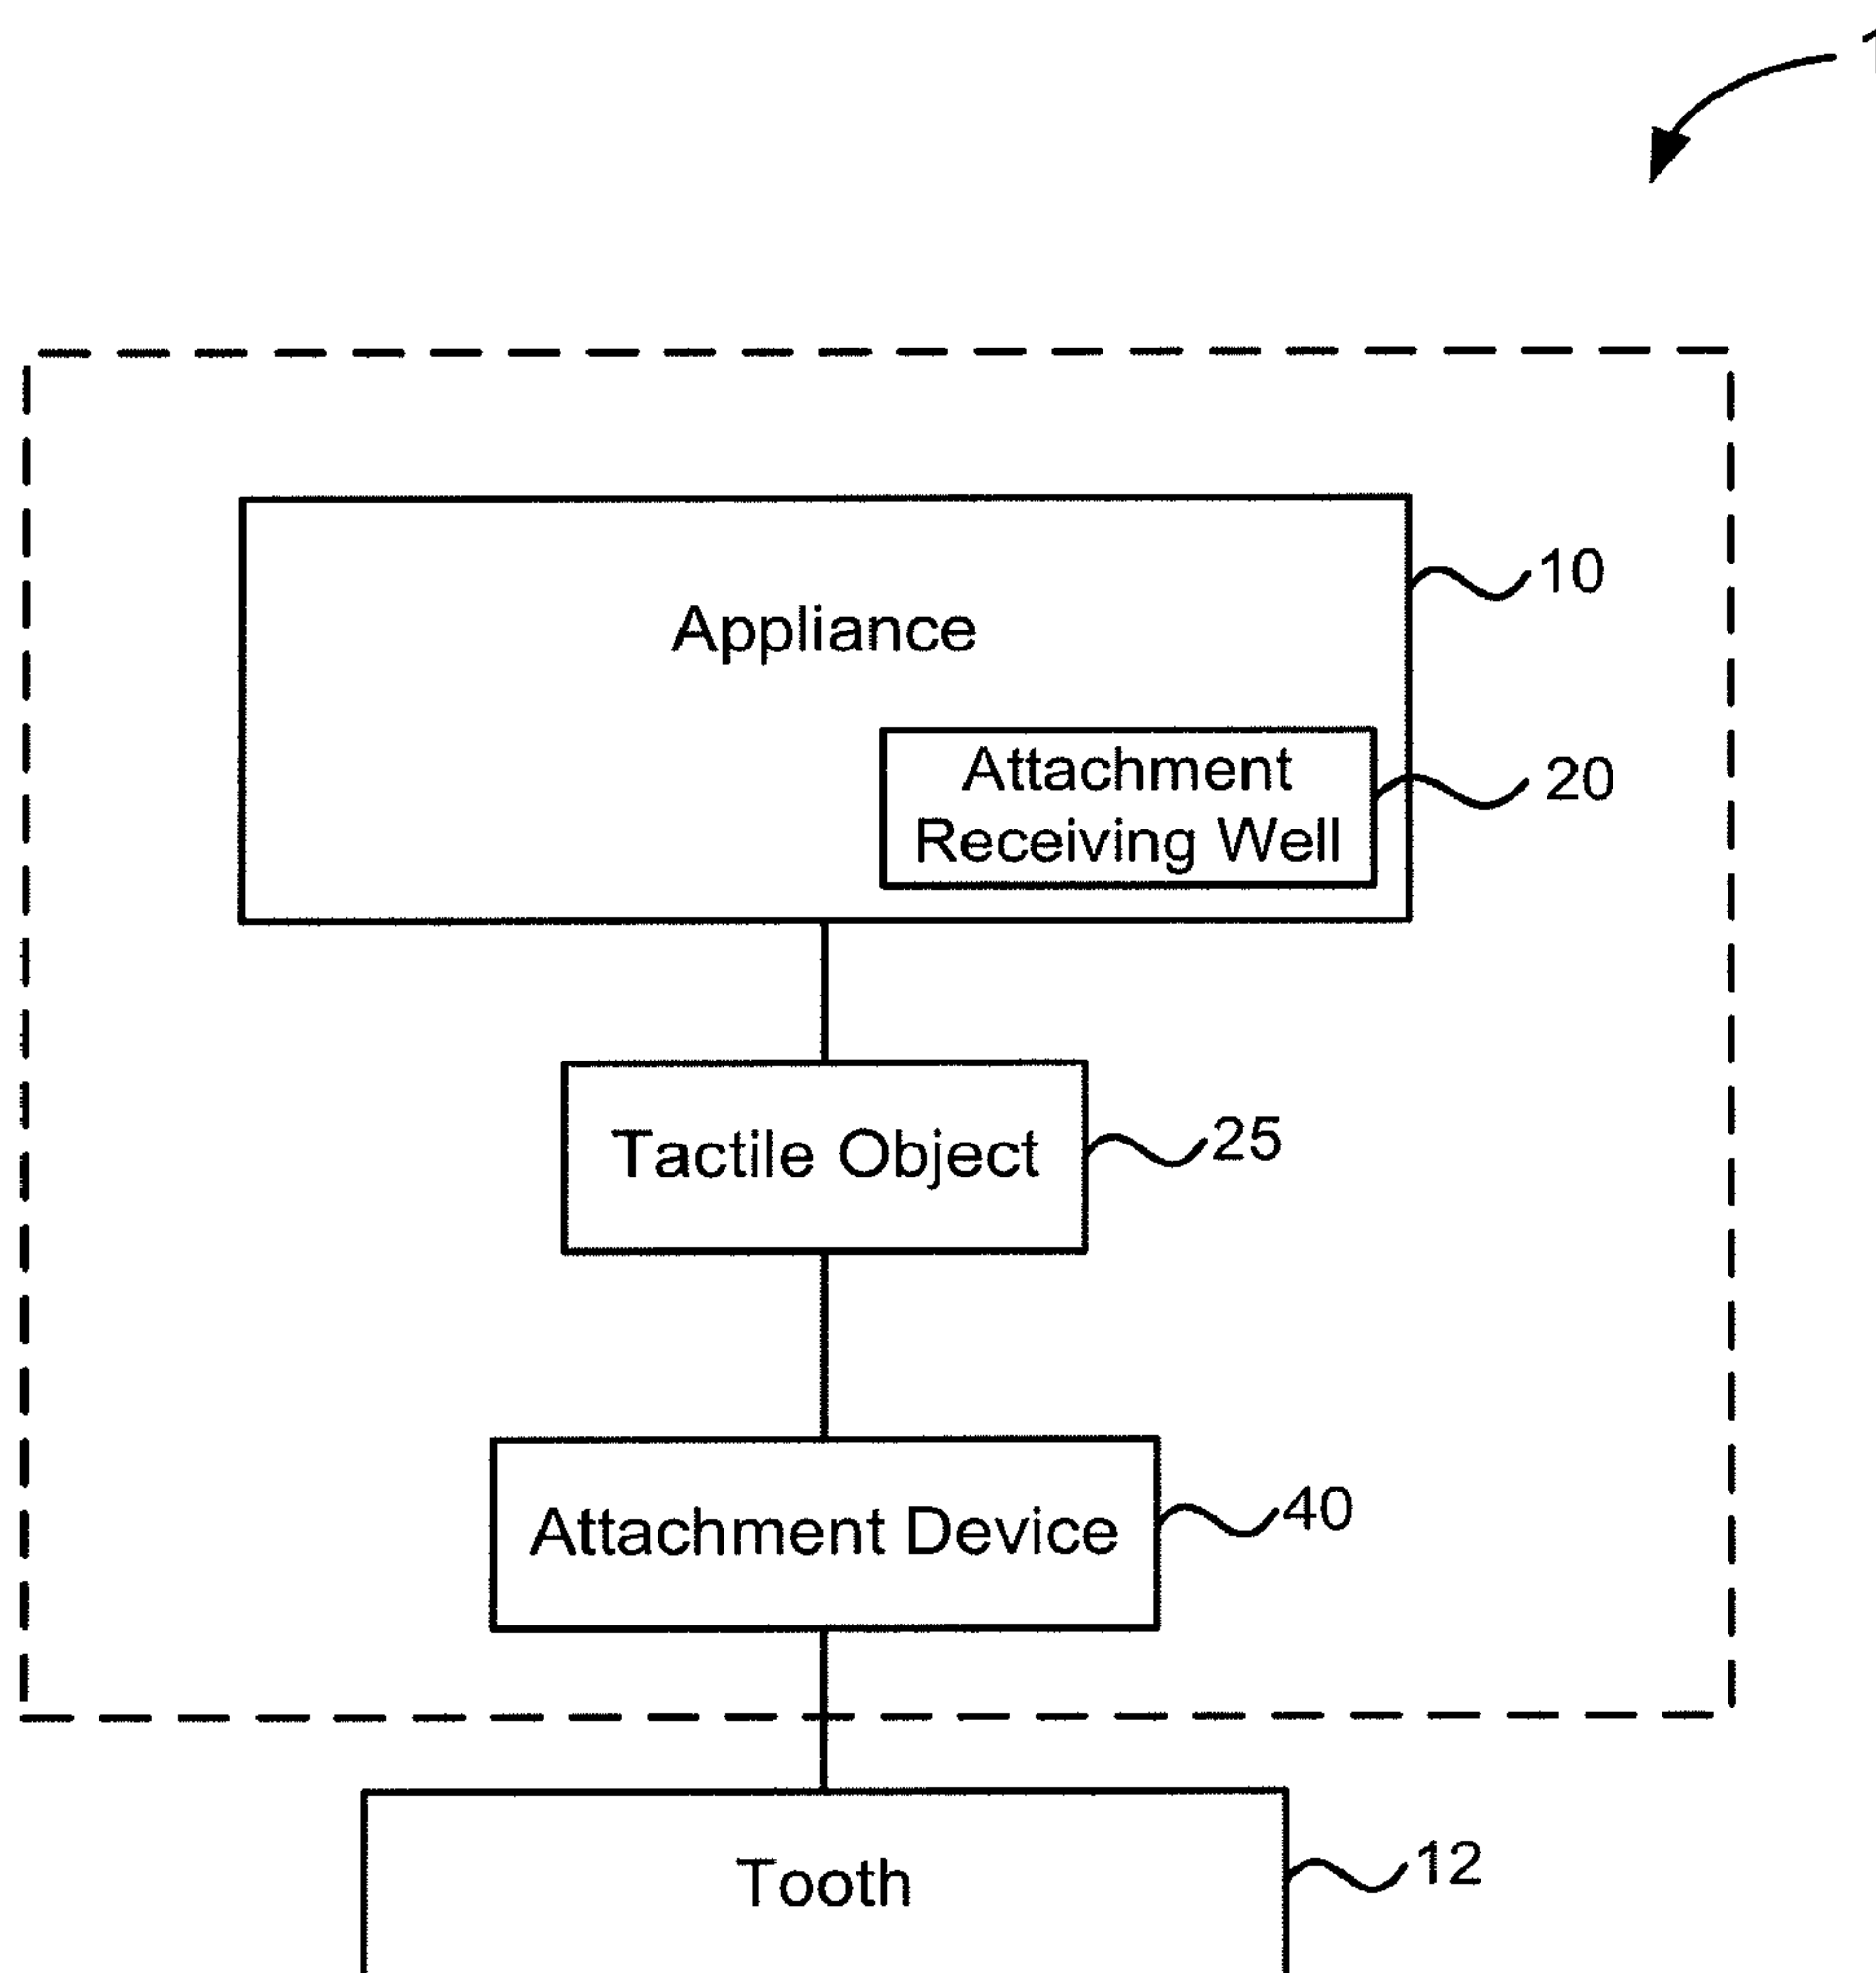 Appliance
10
Attachment
Receiving Well
20
Tactile Object
25
Attachment Device
40
Tooth
12